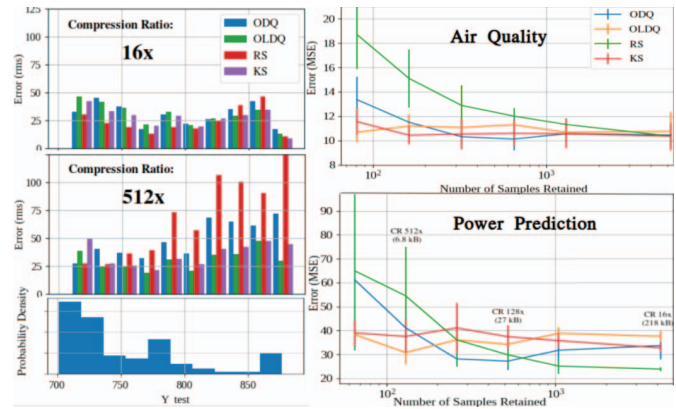 125
100
75
50
25
0
Error (rms)
Compression Ratio:
16x
ODQ
OLDQ
RS
KS
100
75
50
25
0
Error (rms)
Compression Ratio:
512x
Probability Density
700
750
800
850
Y test
20
18
16
14
12
10
8
Error (MSE)
Air Quality
ODQ
OLDQ
RS
KS
10²
10³
Number of Samples Retained
90
80
70
60
50
40
30
20
Error (MSE)
Power Prediction
CR 512x
(6.8 kB)
CR 128x
(27 kB)
CR 16x
(218 kB)
10²
10³
Number of Samples Retained